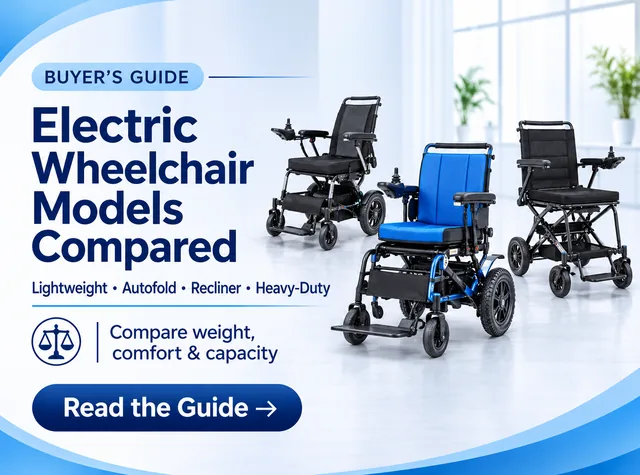 BUYER'S GUIDE
Electric
Wheelchair
Models
Compared
Lightweight • Autofold • Recliner • Heavy-Duty
Compare weight,
comfort & capacity
Read the Guide →